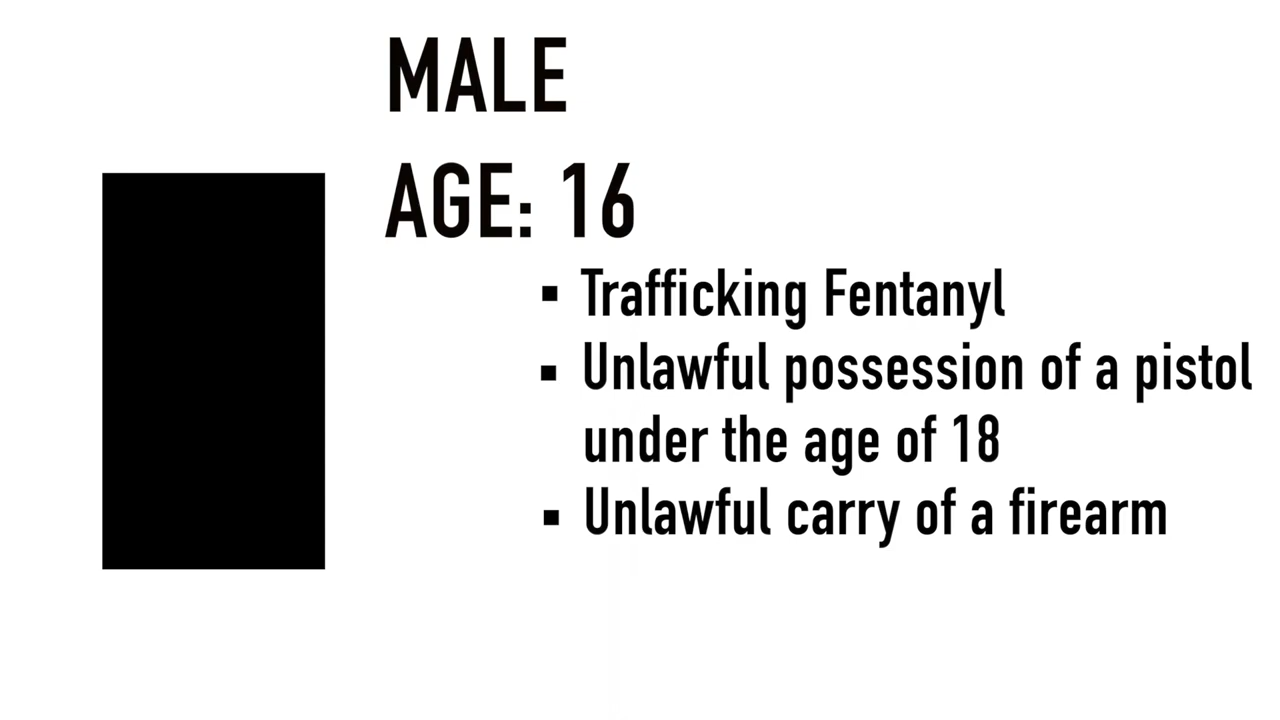 MALE
AGE: 16
▪ Trafficking Fentanyl
▪ Unlawful possession of a pistol
under the age of 18
▪ Unlawful carry of a firearm